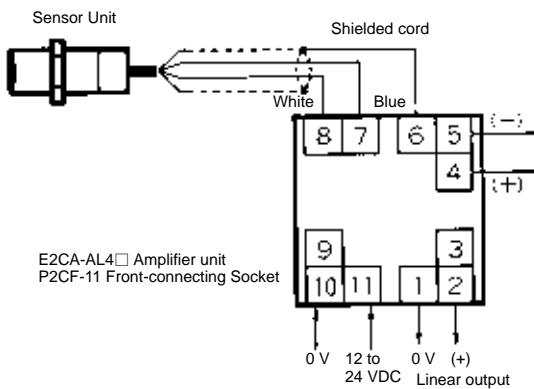 Sensor Unit
Shielded cord
White
Blue
8 7 6 5
(−)
4
(+)
9 3
E2CA-AL4□ Amplifier unit
P2CF-11 Front-connecting Socket
10 11 1 2
0 V
12 to
24 VDC
0 V
(+)
Linear output